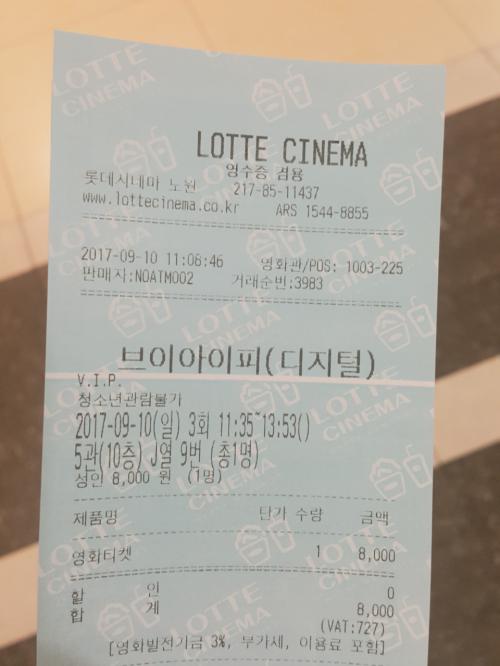 LOTTE CINEMA
영수증 겸용
롯데시네마 노원 217-85-11437
www.lottecinema.co.kr ARS 1544-8855
2017-09-10 11:08:46 영화관/POS: 1003-225
판매자:NOATM002 거래순번:3983
브이아이피(디지털)
V.I.P.
청소년관람불가
2017-09-10(일) 3회 11:35~13:53()
5관(10층) J열 9번 (총1명)
성인 8,000 원 (1명)
제품명 단가 수량 금액
영화티켓 1 8,000
할 인 0
합 계 8,000
(VAT:727)
[영화발전기금 3%, 부가세, 이용료 포함]